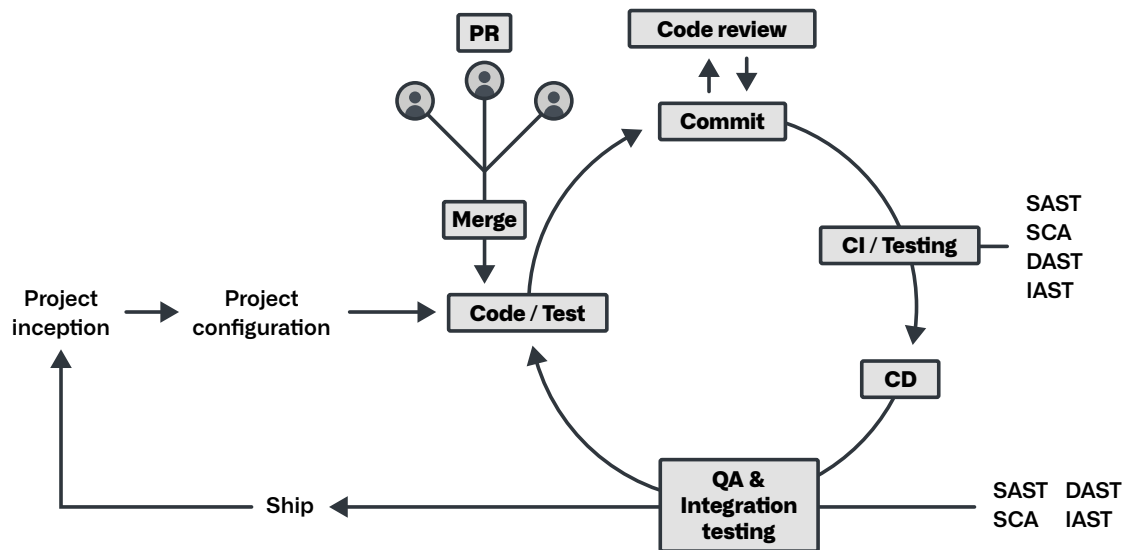 PR
Code review
Commit
Merge
CI / Testing
SAST
SCA
DAST
IAST
Project
inception
Project
configuration
Code / Test
CD
QA &
Integration
testing
Ship
SAST DAST
SCA IAST